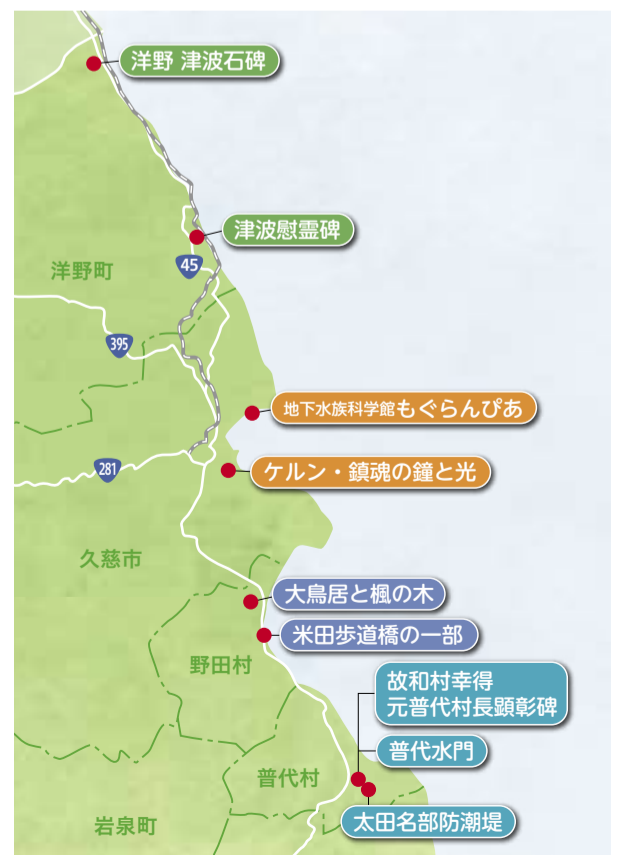 洋野 津波石碑
津波慰霊碑
45
洋野町
395
地下水族科学館もぐらんぴあ
281
ケルン・鎮魂の鐘と光
久慈市
大鳥居と楓の木
米田歩道橋の一部
野田村
故和村幸得
元普代村長顕彰碑
普代水門
普代村
太田名部防潮堤
岩泉町